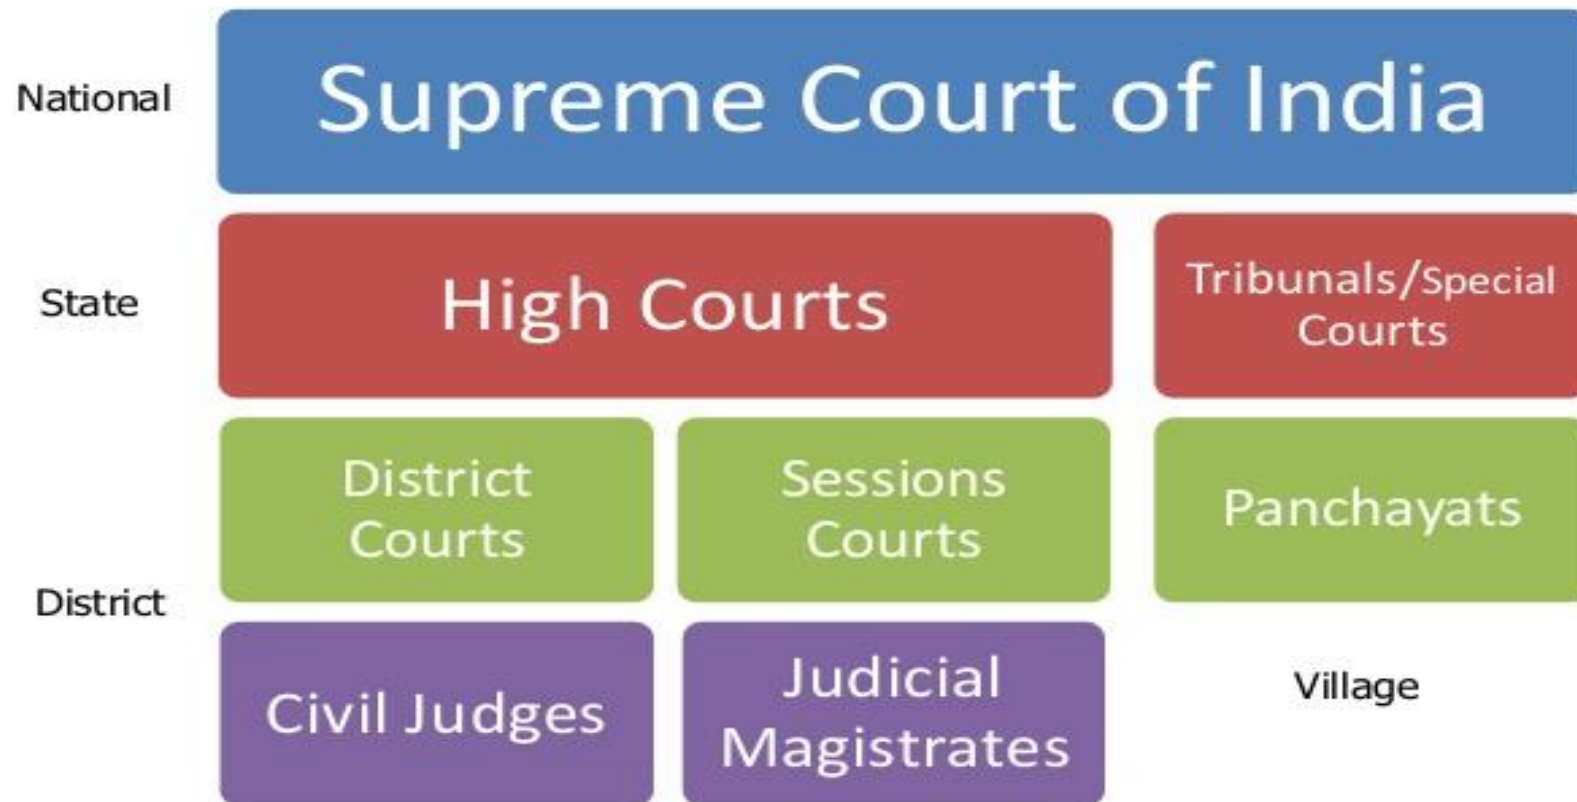 National
Supreme Court of India
State
High Courts
Tribunals/Special
Courts
District
District
Courts
Sessions
Courts
Panchayats
Civil Judges
Judicial
Magistrates
Village